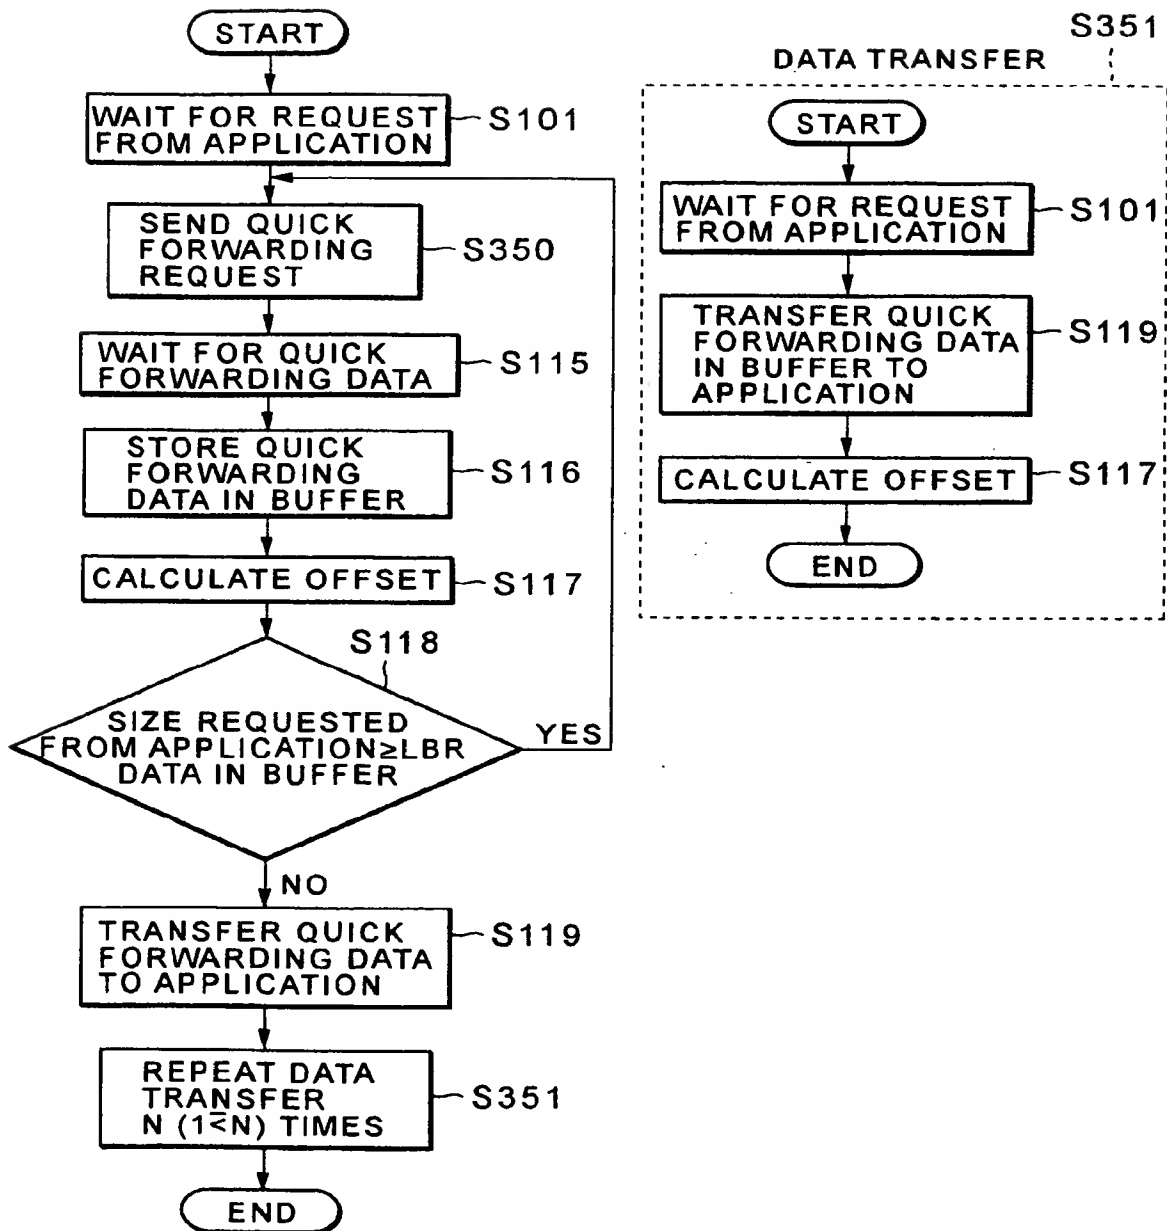 START
WAIT FOR REQUEST
FROM APPLICATION
S101
SEND QUICK
FORWARDING
REQUEST
S350
WAIT FOR QUICK
FORWARDING DATA
S115
STORE QUICK
FORWARDING
DATA IN BUFFER
S116
CALCULATE OFFSET
S117
S118
SIZE REQUESTED
FROM APPLICATION≥LBR
DATA IN BUFFER
YES
NO
TRANSFER QUICK
FORWARDING DATA
TO APPLICATION
S119
REPEAT DATA
TRANSFER
N (1≤N) TIMES
S351
END
S351
DATA TRANSFER
START
WAIT FOR REQUEST
FROM APPLICATION
S101
TRANSFER QUICK
FORWARDING DATA
IN BUFFER TO
APPLICATION
S119
CALCULATE OFFSET
S117
END